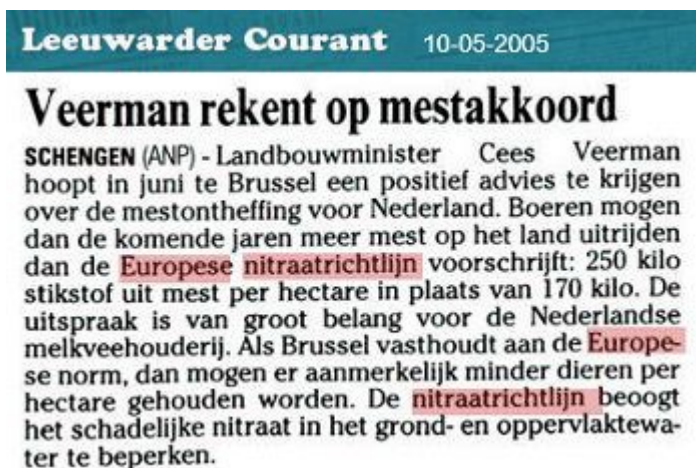 Leeuwarder Courant 10-05-2005
Veerman rekent op mestakkoord
SCHENGEN (ANP) - Landbouwminister Cees Veerman
hoopt in juni te Brussel een positief advies te krijgen
over de mestontheffing voor Nederland. Boeren mogen
dan de komende jaren meer mest op het land uitrijden
dan de Europese nitraatrichtlijn voorschrijft: 250 kilo
stikstof uit mest per hectare in plaats van 170 kilo. De
uitspraak is van groot belang voor de Nederlandse
melkveehouderij. Als Brussel vasthoudt aan de Europe-
se norm, dan mogen er aanmerkelijk minder dieren per
hectare gehouden worden. De nitraatrichtlijn beoogt
het schadelijke nitraat in het grond- en oppervlaktewa-
ter te beperken.